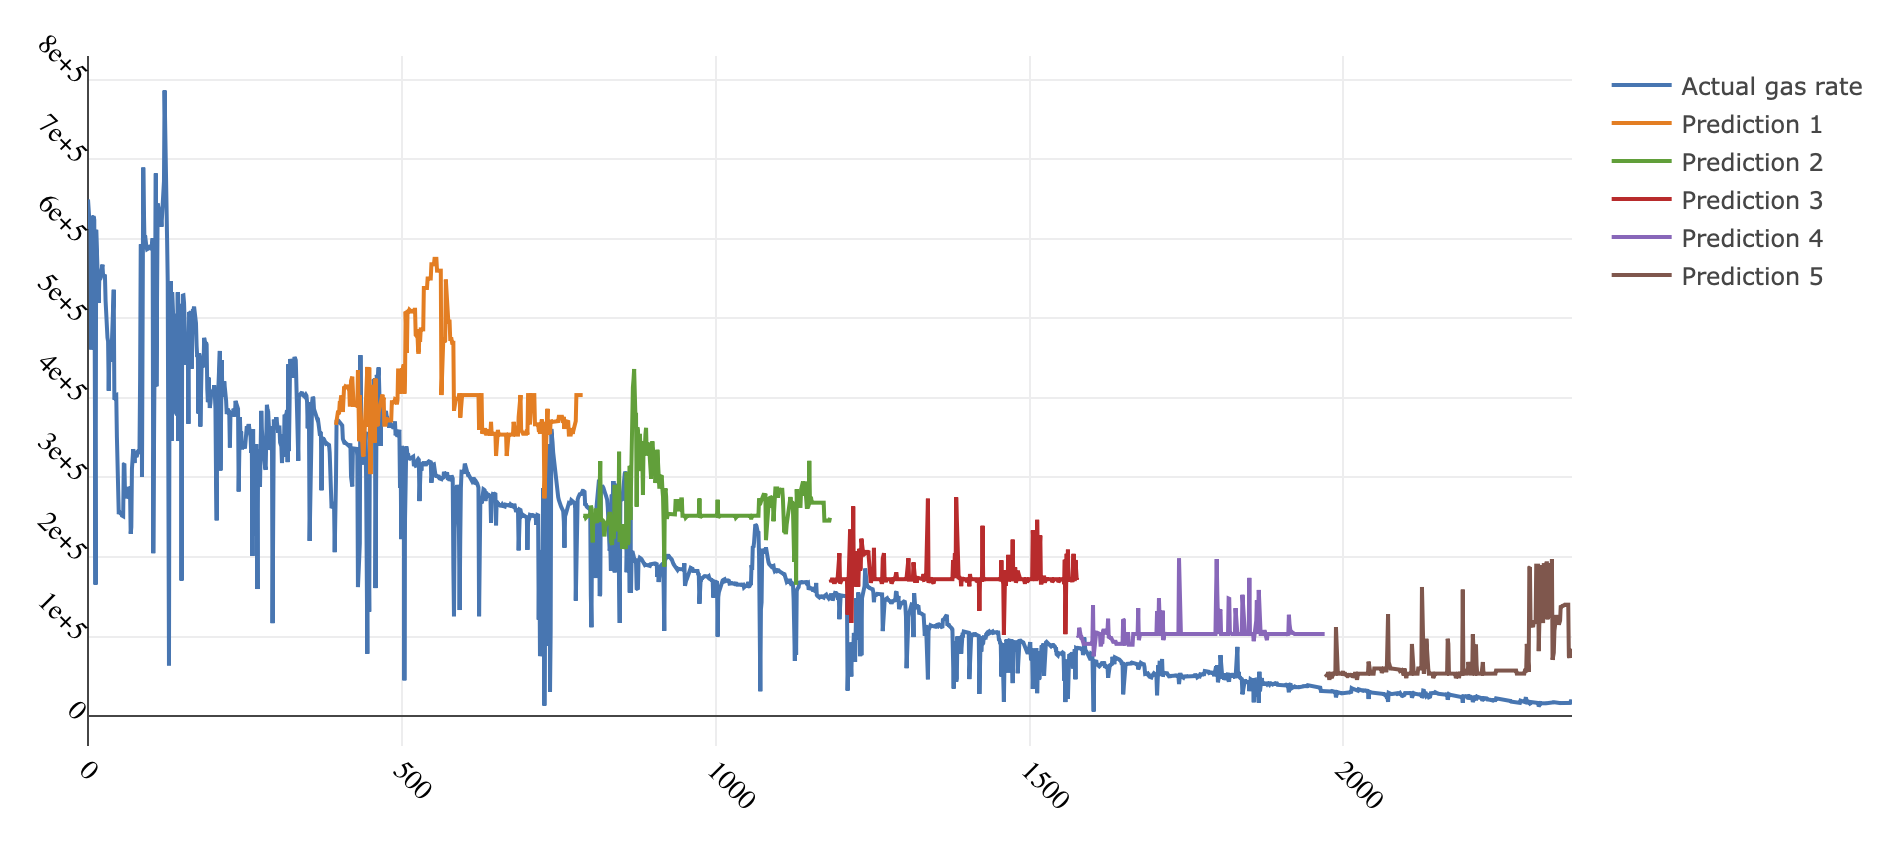 8e+5
7e+5
6e+5
5e+5
4e+5
3e+5
2e+5
1e+5
0
0
500
1000
1500
2000
Actual gas rate
Prediction 1
Prediction 2
Prediction 3
Prediction 4
Prediction 5